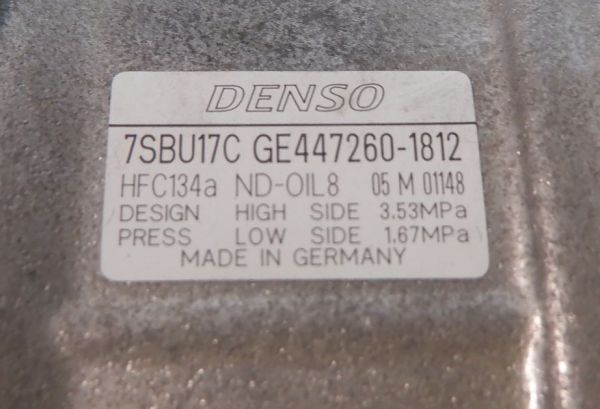 DENSO
7SBU17C GE447260-1812
HFC134a ND-OIL8 05 M 01148
DESIGN HIGH SIDE 3.53MPa
PRESS LOW SIDE 1.67MPa
MADE IN GERMANY